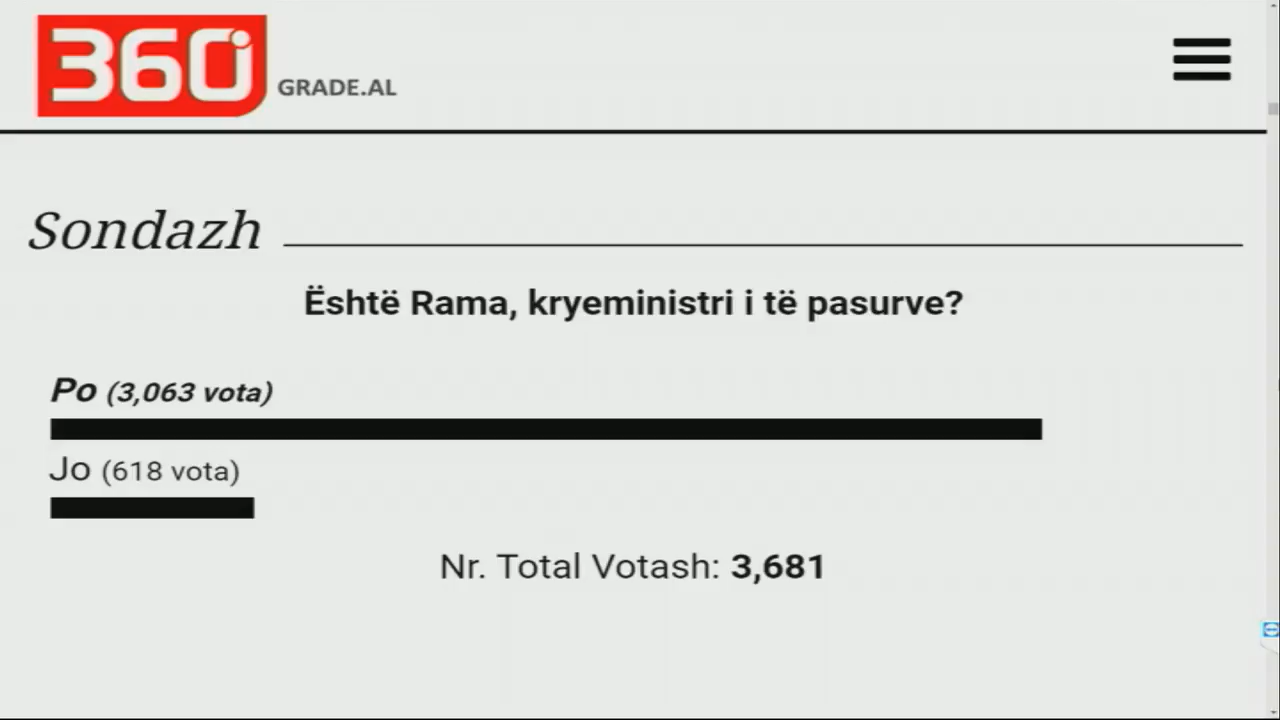 360
GRADE.AL
Sondazh
Është Rama, kryeministri i të pasurve?
Po (3,063 vota)
Jo (618 vota)
Nr. Total Votash: 3,681